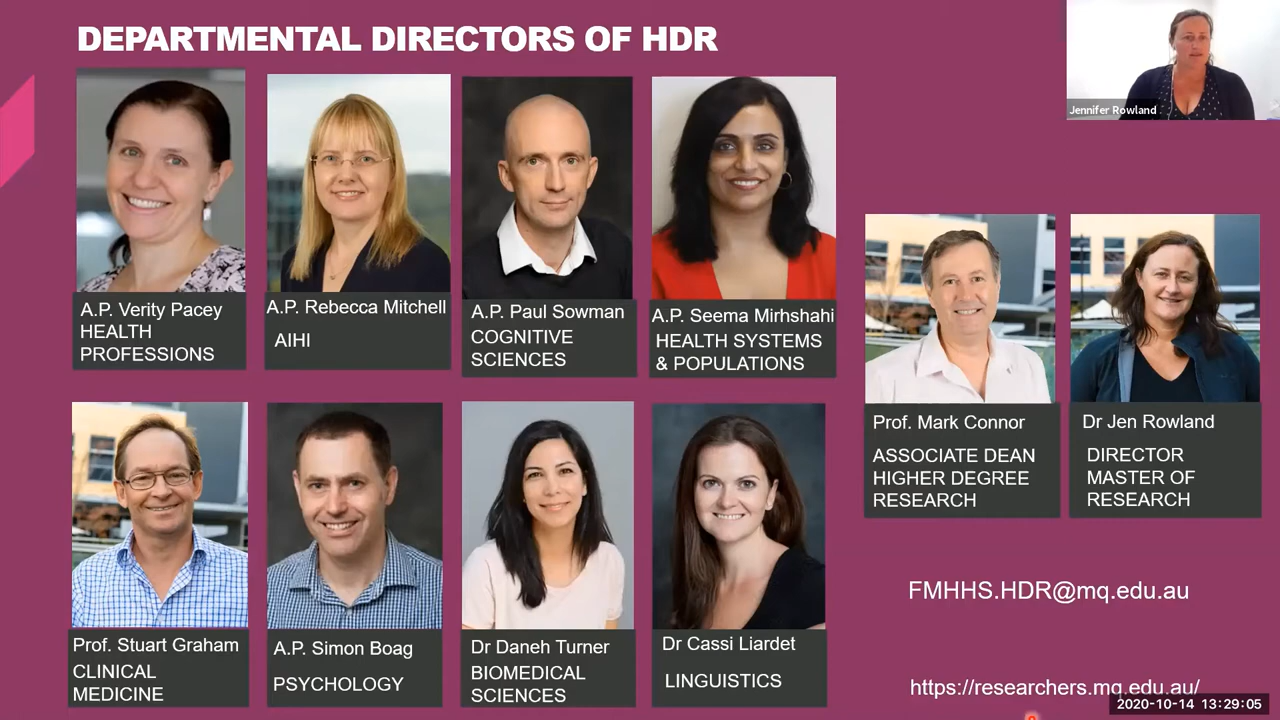 DEPARTMENTAL DIRECTORS OF HDR
Jennifer Rowland
A.P. Verity Pacey
HEALTH
PROFESSIONS
A.P. Rebecca Mitchell
AIHI
A.P. Paul Sowman
COGNITIVE
SCIENCES
A.P. Seema Mirhshahi
HEALTH SYSTEMS
& POPULATIONS
Prof. Mark Connor
ASSOCIATE DEAN
HIGHER DEGREE
RESEARCH
Dr Jen Rowland
DIRECTOR
MASTER OF
RESEARCH
Prof. Stuart Graham
CLINICAL
MEDICINE
A.P. Simon Boag
PSYCHOLOGY
Dr Daneh Turner
BIOMEDICAL
SCIENCES
Dr Cassi Liardet
LINGUISTICS
FMHHS.HDR@mq.edu.au
https://researchers.mq.edu.au/
2020-10-14 13:29:05